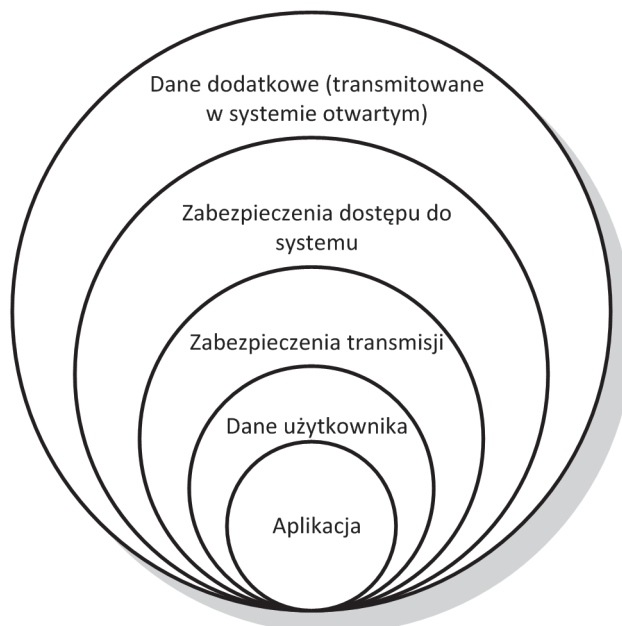 Dane dodatkowe (transmitowane
w systemie otwartym)
Zabezpieczenia dostępu do
systemu
Zabezpieczenia transmisji
Dane użytkownika
Aplikacja